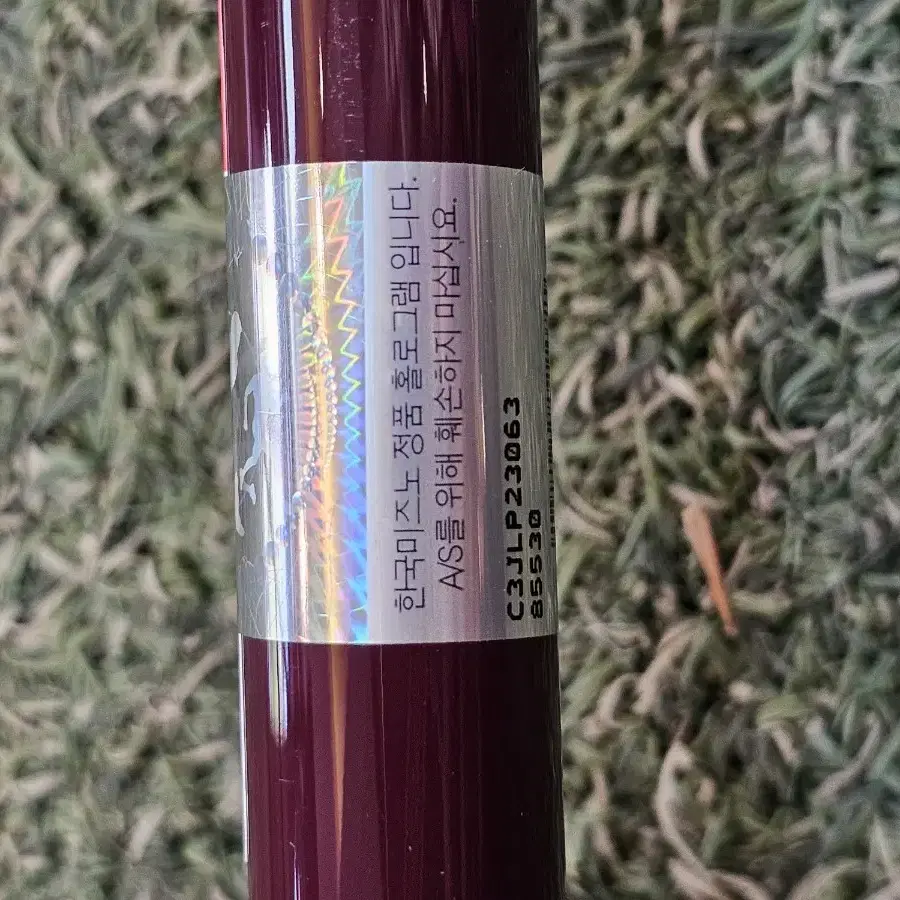 한국미즈노 정품 홀로그램 입니다.
A/S를 위해 훼손하지 마십시요.
C3JLP23063
85530